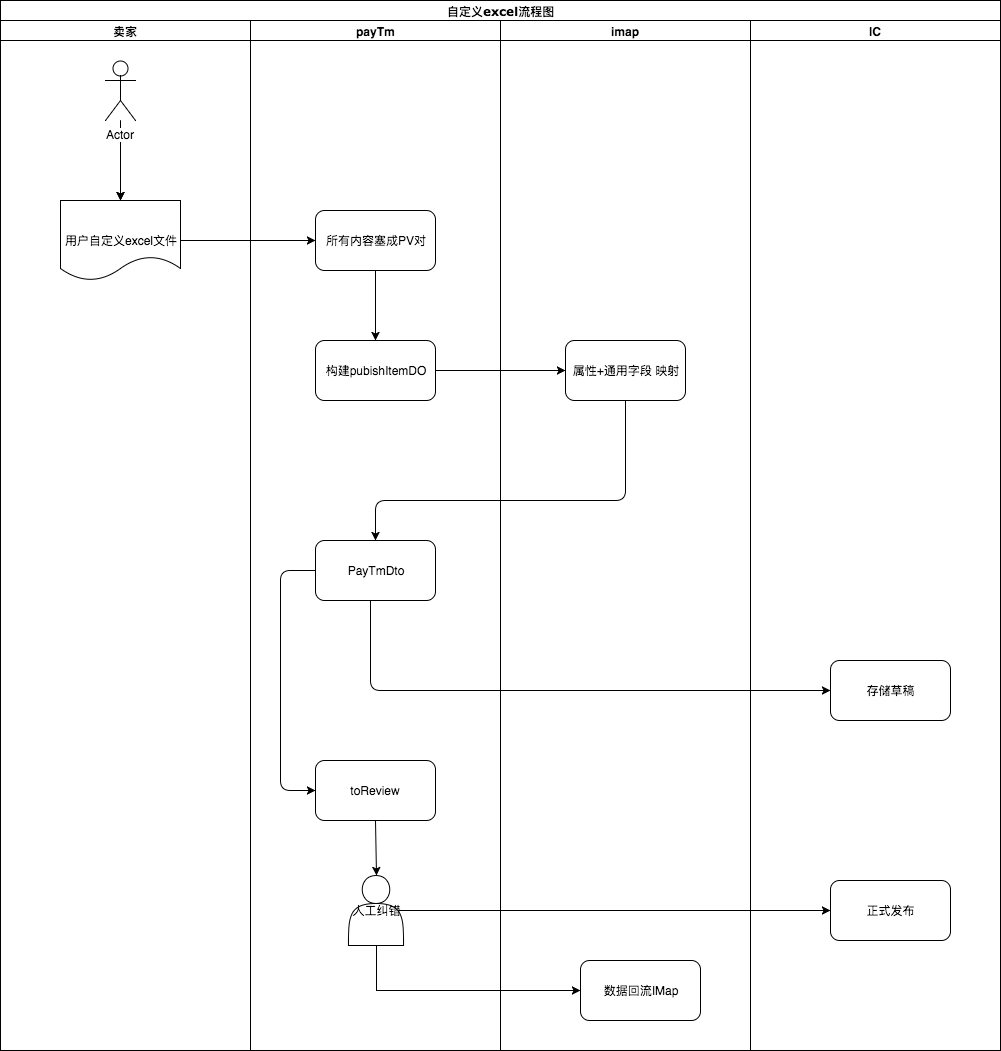 自定义excel流程图
卖家
payTm
imap
IC
Actor
用户自定义excel文件
所有内容塞成PV对
构建pubishItemDO
属性+通用字段 映射
PayTmDto
存储草稿
toReview
人工纠错
正式发布
数据回流IMap